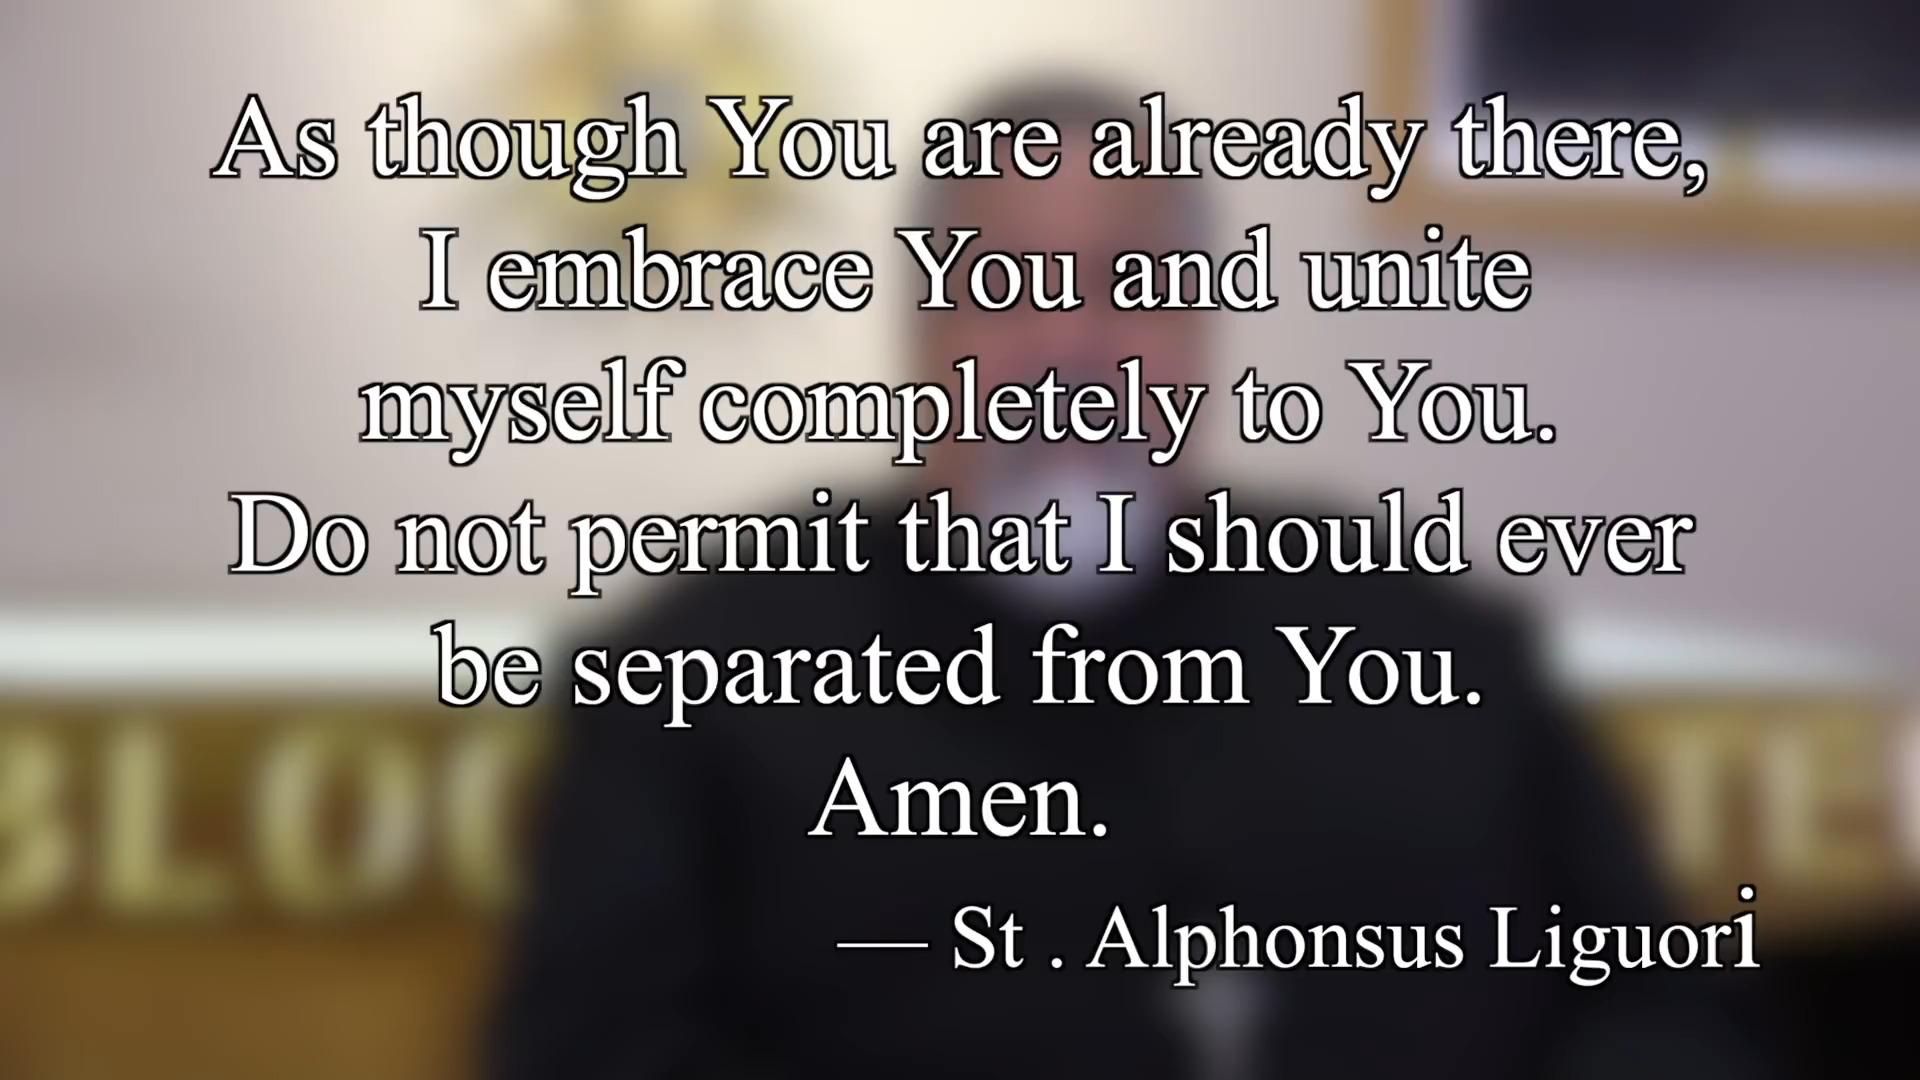 As though You are already there,
I embrace You and unite
myself completely to You.
Do not permit that I should ever
be separated from You.
Amen.
— St . Alphonsus Liguori